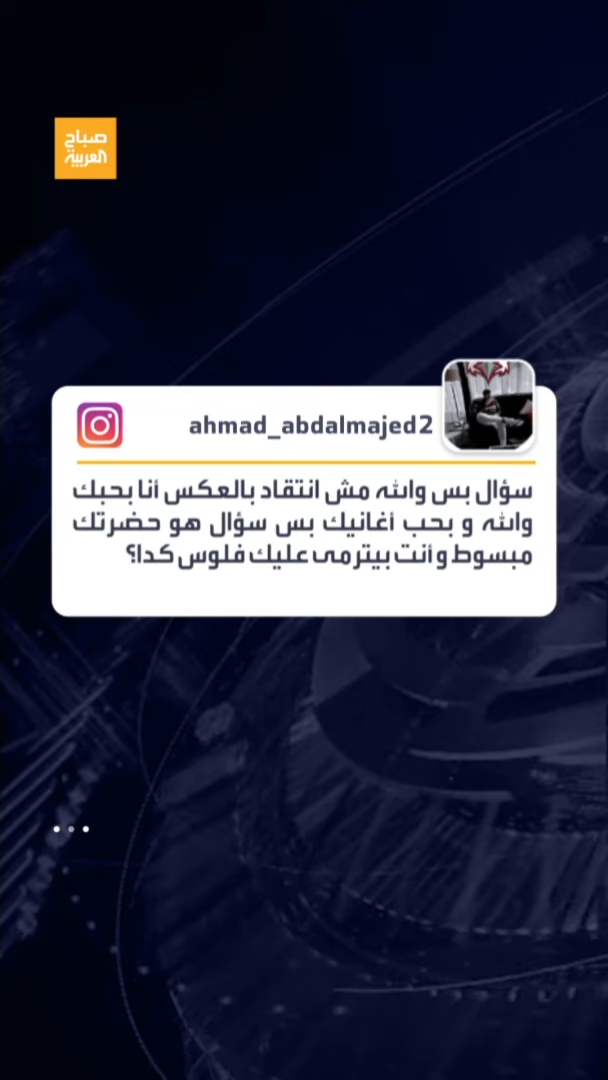 صباح
العربية
ahmad_abdalmajed2
سؤال بس والله مش انتقاد بالعكس أنا بحبك
والله و بحب أغانيك بس سؤال هو حضرتك
مبسوط و أنت بيترمى عليك فلوس كدا؟